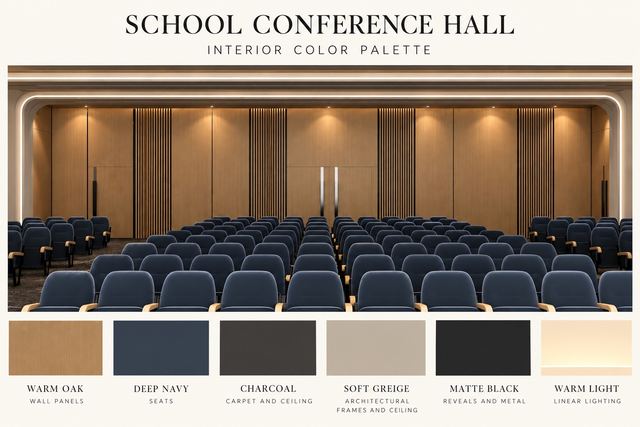 SCHOOL CONFERENCE HALL
INTERIOR COLOR PALETTE
WARM OAK
WALL PANELS
DEEP NAVY
SEATS
CHARCOAL
CARPET AND CEILING
SOFT GREIGE
ARCHITECTURAL
FRAMES AND CEILING
MATTE BLACK
REVEALS AND METAL
WARM LIGHT
LINEAR LIGHTING